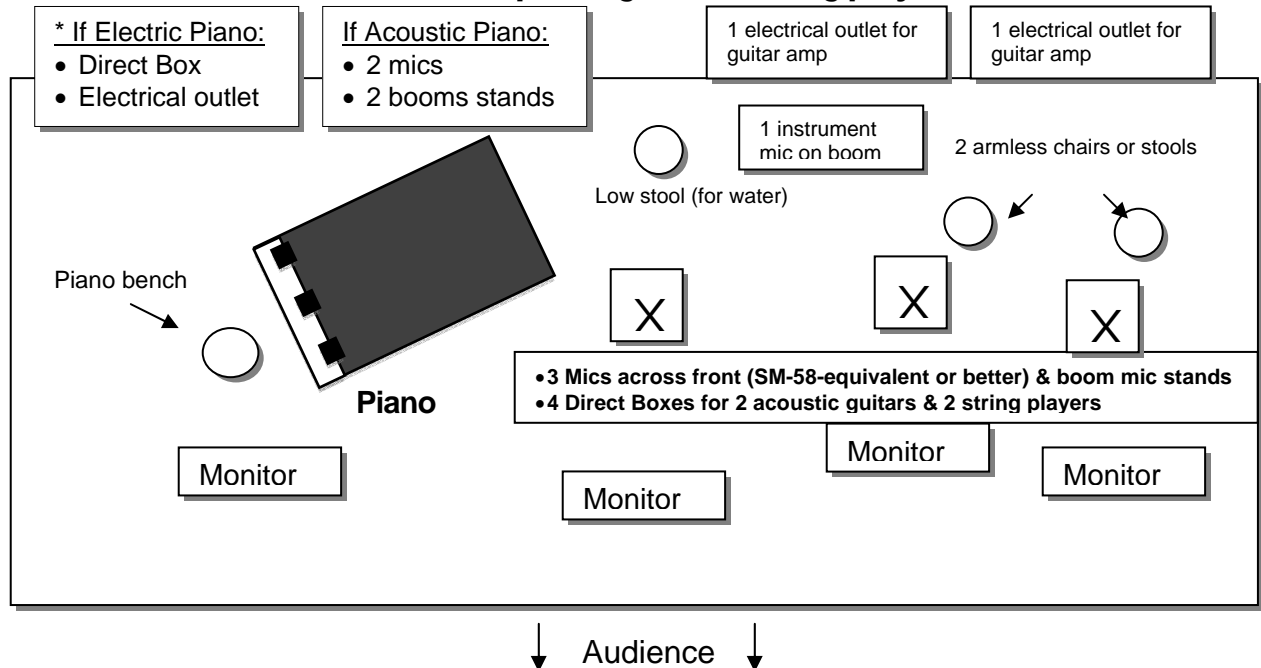 * If Electric Piano:
• Direct Box
• Electrical outlet
If Acoustic Piano:
• 2 mics
• 2 booms stands
1 electrical outlet for
guitar amp
1 electrical outlet for
guitar amp
1 instrument
mic on boom
2 armless chairs or stools
Low stool (for water)
Piano bench
X
X
X
Piano
•3 Mics across front (SM-58-equivalent or better) & boom mic stands
•4 Direct Boxes for 2 acoustic guitars & 2 string players
Monitor
Monitor
Monitor
Monitor
Audience